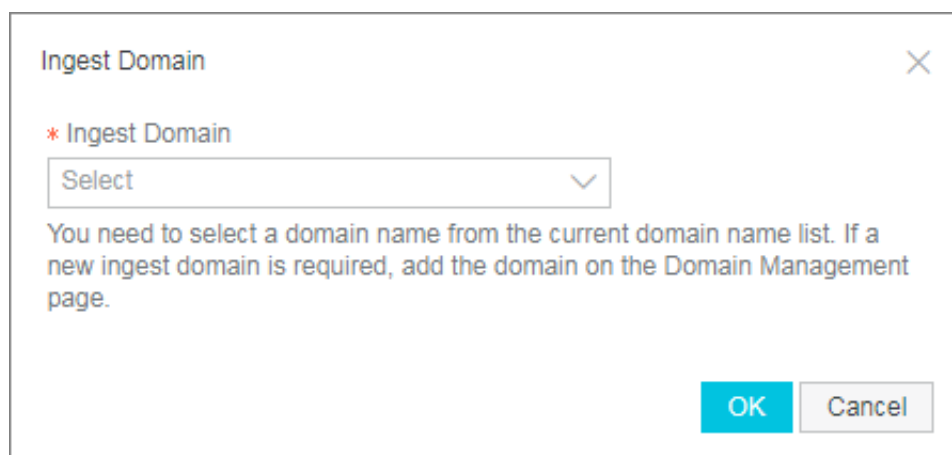 Ingest Domain
* Ingest Domain
Select
You need to select a domain name from the current domain name list. If a
new ingest domain is required, add the domain on the Domain Management
page.
OK
Cancel